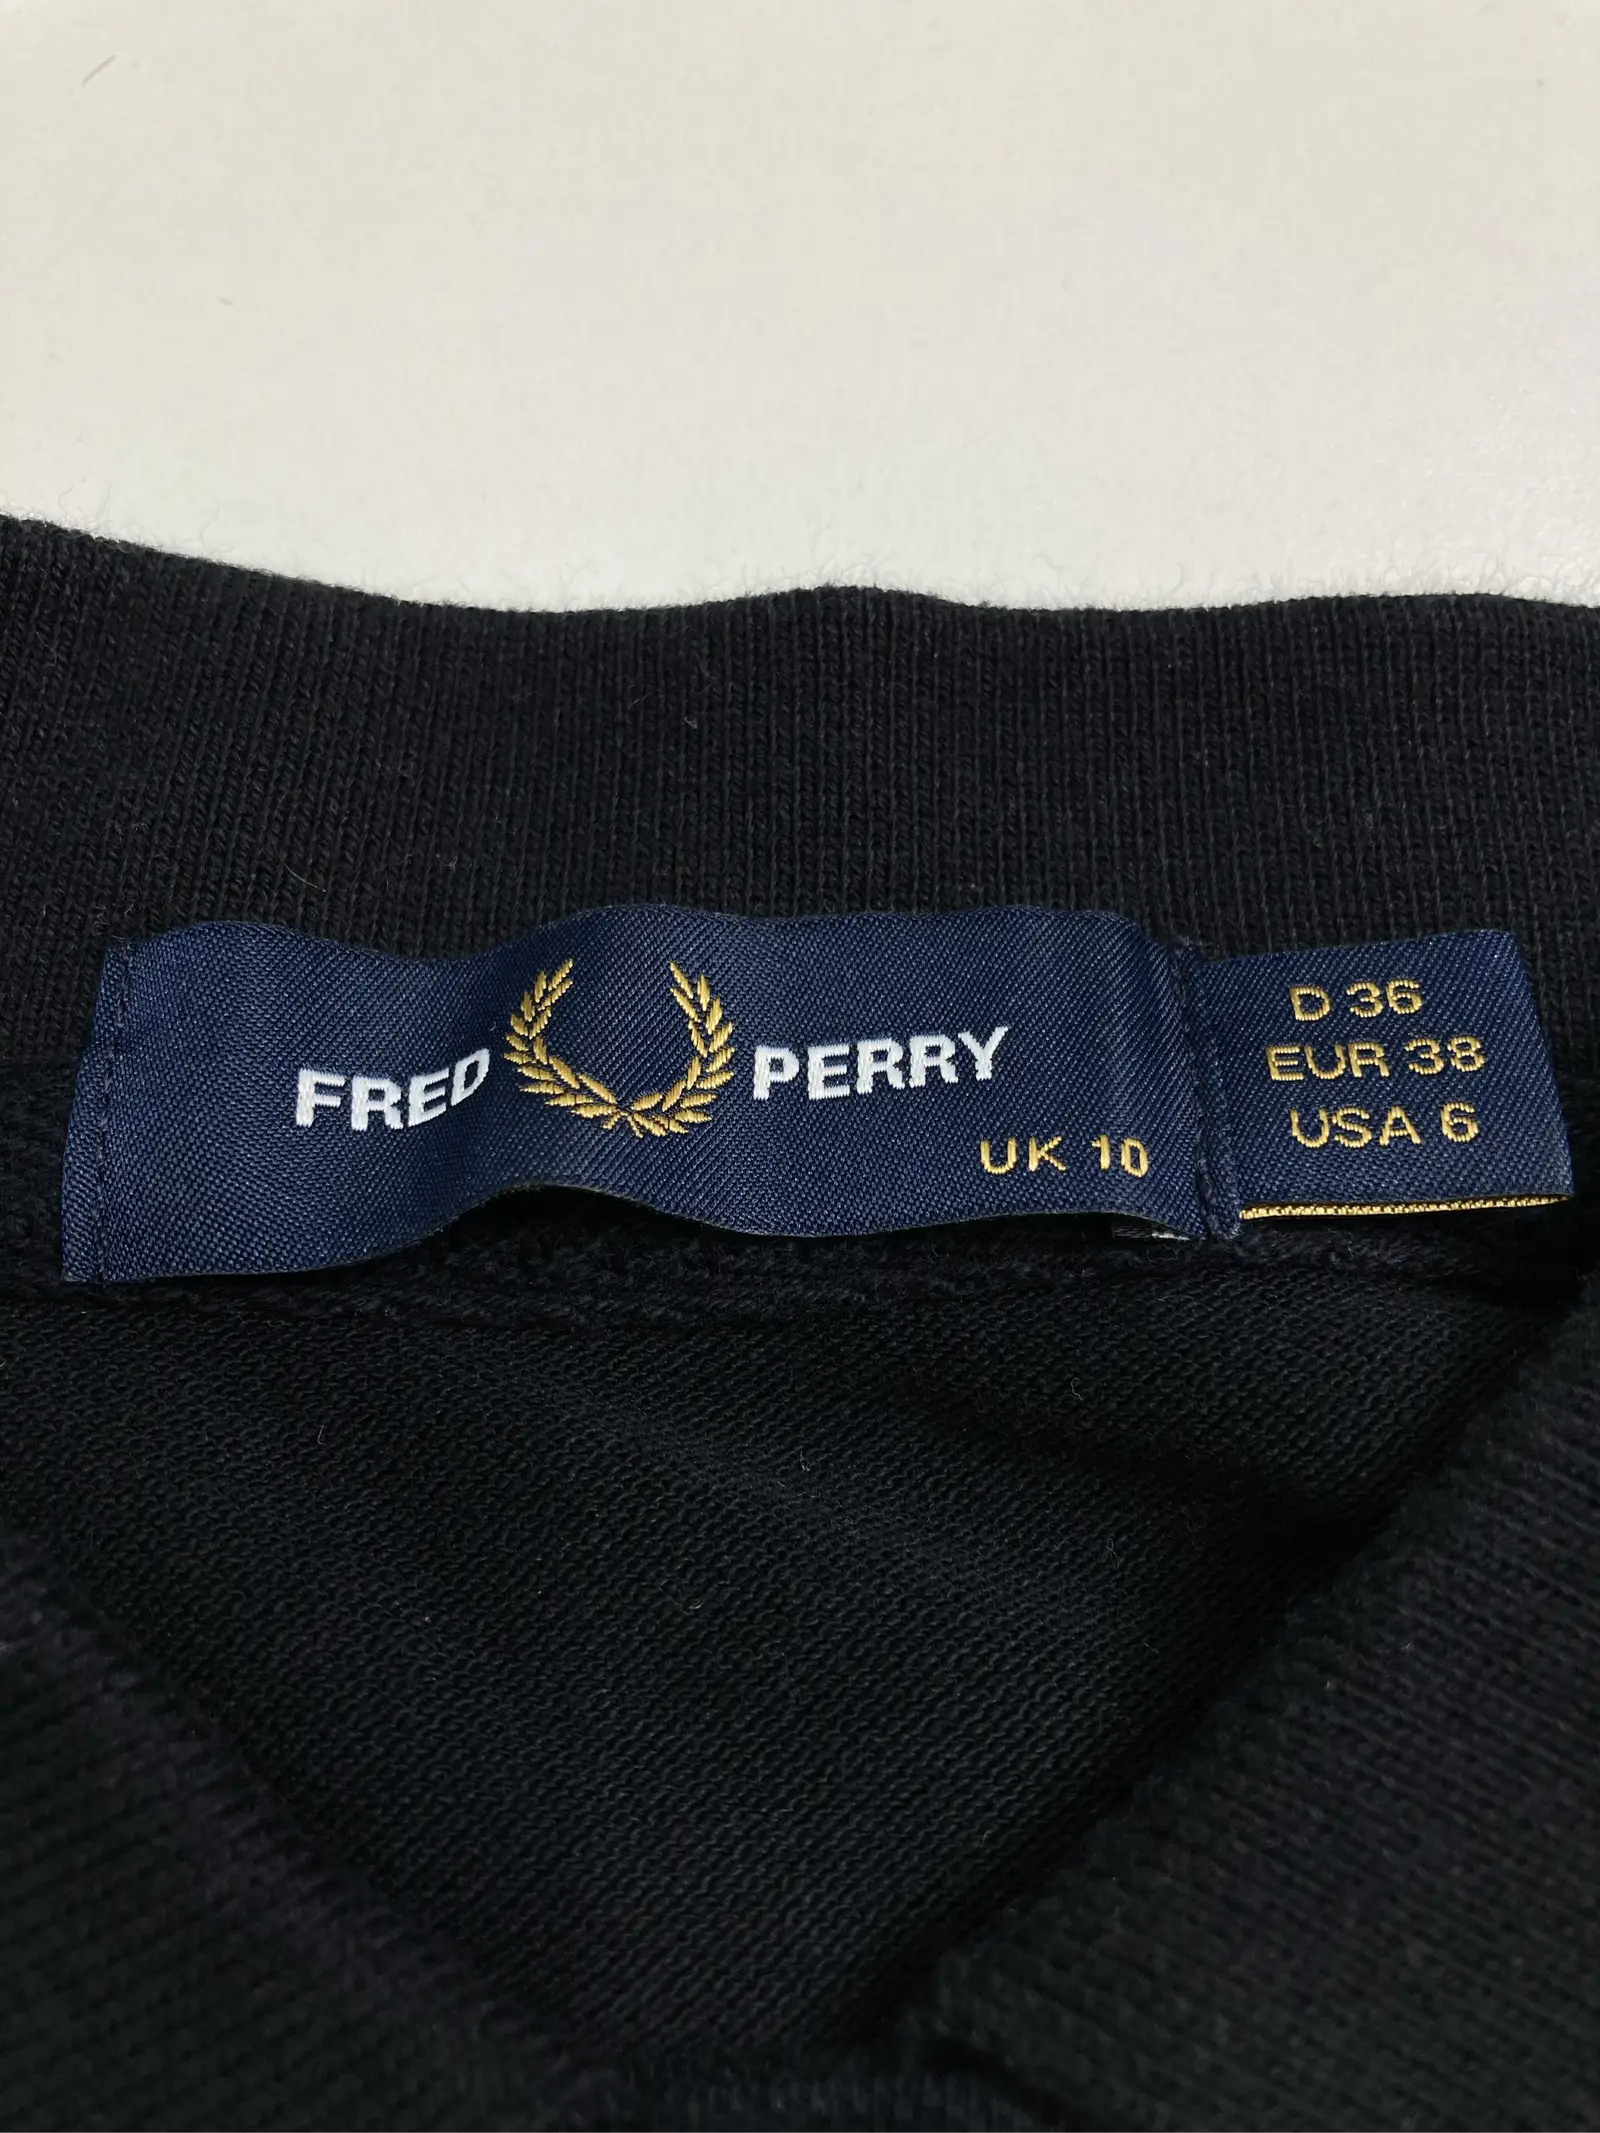 FRED PERRY
UK 10
D 36
EUR 38
USA 6